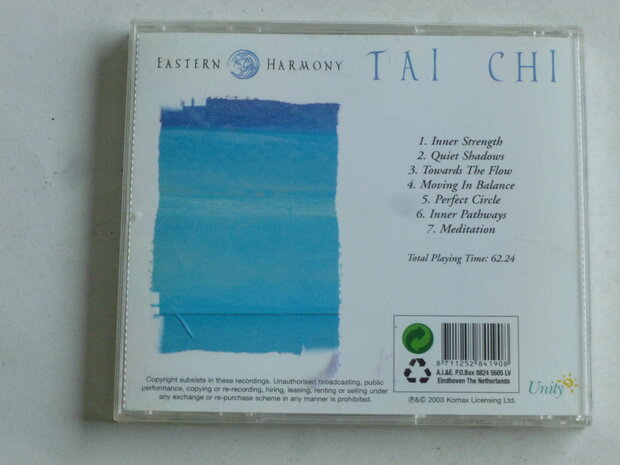 EASTERN HARMONY TAI CHI
1. Inner Strength
2. Quiet Shadows
3. Towards The Flow
4. Moving In Balance
5. Perfect Circle
6. Inner Pathways
7. Meditation
Total Playing Time: 62.24
8 711252 841908
A.I.&E. P.O.Box 8824 5605 LV
Eindhoven The Netherlands
Copyright subsists in these recordings. Unauthorised broadcasting, public
performance, copying or re-recording, hiring, leasing, renting or selling under
any exchange or re-purchase scheme in any manner is prohibited.
℗&© 2003 Komax Licensing Ltd.
Unity